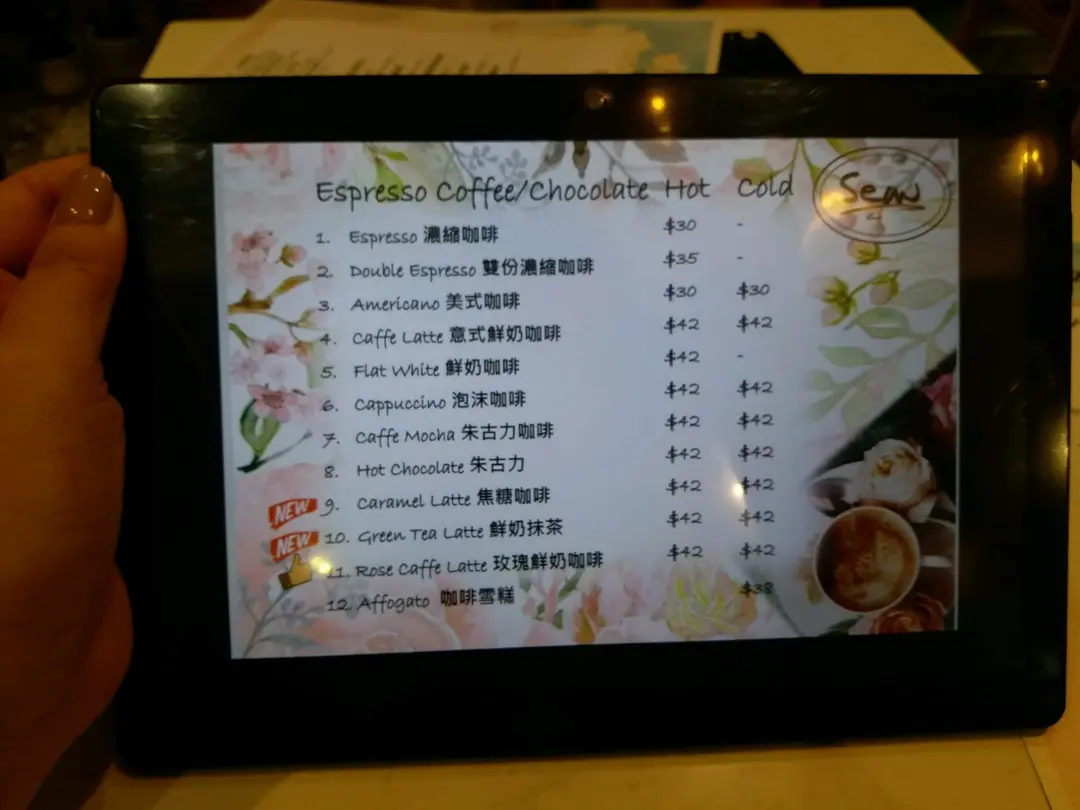 Espresso Coffee/Chocolate Hot Cold
Sean
1. Espresso 濃縮咖啡 $30 -
2. Double Espresso 雙份濃縮咖啡 $35 -
3. Americano 美式咖啡 $30 $30
4. Caffe Latte 意式鮮奶咖啡 $42 $42
5. Flat White 鮮奶咖啡 $42 -
6. Cappuccino 泡沫咖啡 $42 $42
7. Caffe Mocha 朱古力咖啡 $42 $42
8. Hot Chocolate 朱古力 $42 $42
NEW 9. Caramel Latte 焦糖咖啡 $42 $42
NEW 10. Green Tea Latte 鮮奶抹茶 $42 $42
11. Rose Caffe Latte 玫瑰鮮奶咖啡 $42 $42
12. Affogato 咖啡雪糕 $38